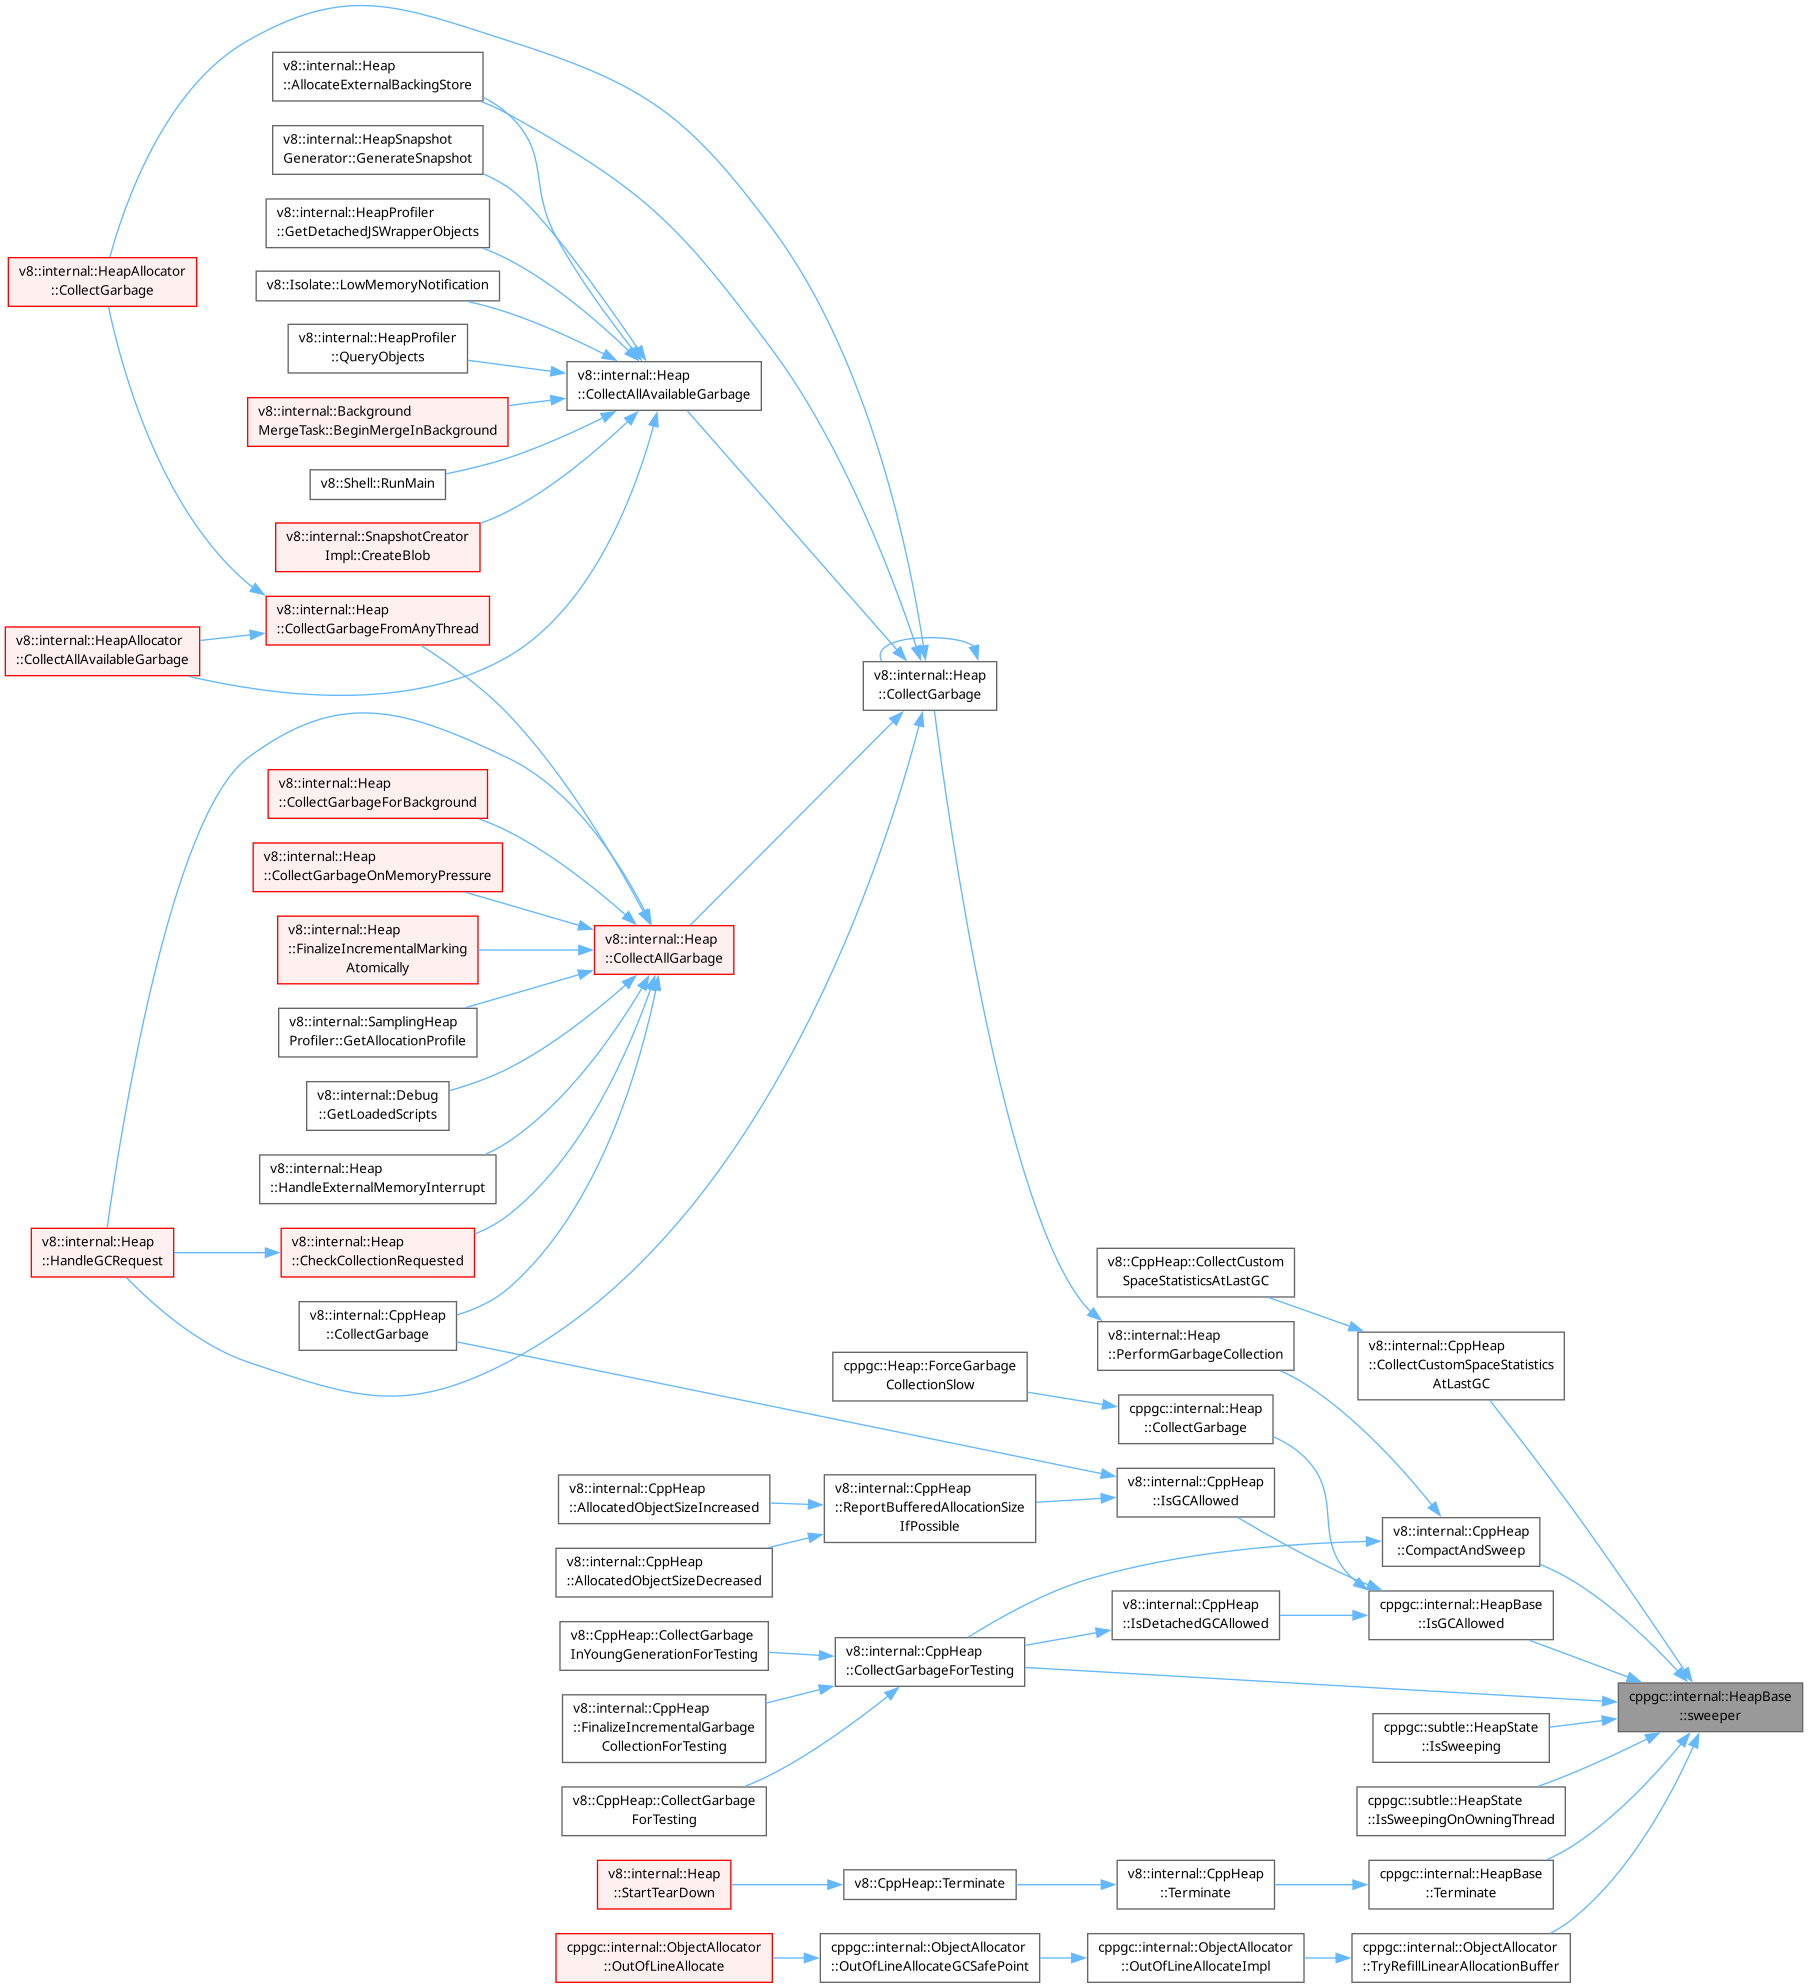 v8::internal::Heap
::AllocateExternalBackingStore
v8::internal::HeapSnapshot
Generator::GenerateSnapshot
v8::internal::HeapProfiler
::GetDetachedJSWrapperObjects
v8::internal::HeapAllocator
::CollectGarbage
v8::Isolate::LowMemoryNotification
v8::internal::HeapProfiler
::QueryObjects
v8::internal::Heap
::CollectAllAvailableGarbage
v8::internal::Background
MergeTask::BeginMergeInBackground
v8::Shell::RunMain
v8::internal::SnapshotCreator
Impl::CreateBlob
v8::internal::Heap
::CollectGarbageFromAnyThread
v8::internal::HeapAllocator
::CollectAllAvailableGarbage
v8::internal::Heap
::CollectGarbage
v8::internal::Heap
::CollectGarbageForBackground
v8::internal::Heap
::CollectGarbageOnMemoryPressure
v8::internal::Heap
::FinalizeIncrementalMarking
Atomically
v8::internal::Heap
::CollectAllGarbage
v8::internal::SamplingHeap
Profiler::GetAllocationProfile
v8::internal::Debug
::GetLoadedScripts
v8::internal::Heap
::HandleExternalMemoryInterrupt
v8::internal::Heap
::HandleGCRequest
v8::internal::Heap
::CheckCollectionRequested
v8::CppHeap::CollectCustom
SpaceStatisticsAtLastGC
v8::internal::CppHeap
::CollectGarbage
v8::internal::Heap
::PerformGarbageCollection
v8::internal::CppHeap
::CollectCustomSpaceStatistics
AtLastGC
cppgc::Heap::ForceGarbage
CollectionSlow
cppgc::internal::Heap
::CollectGarbage
v8::internal::CppHeap
::AllocatedObjectSizeIncreased
v8::internal::CppHeap
::ReportBufferedAllocationSize
IfPossible
v8::internal::CppHeap
::IsGCAllowed
v8::internal::CppHeap
::CompactAndSweep
v8::internal::CppHeap
::AllocatedObjectSizeDecreased
v8::internal::CppHeap
::IsDetachedGCAllowed
cppgc::internal::HeapBase
::IsGCAllowed
v8::CppHeap::CollectGarbage
InYoungGenerationForTesting
v8::internal::CppHeap
::CollectGarbageForTesting
cppgc::internal::HeapBase
::sweeper
v8::internal::CppHeap
::FinalizeIncrementalGarbage
CollectionForTesting
cppgc::subtle::HeapState
::IsSweeping
v8::CppHeap::CollectGarbage
ForTesting
cppgc::subtle::HeapState
::IsSweepingOnOwningThread
v8::internal::Heap
::StartTearDown
v8::CppHeap::Terminate
v8::internal::CppHeap
::Terminate
cppgc::internal::HeapBase
::Terminate
cppgc::internal::ObjectAllocator
::OutOfLineAllocate
cppgc::internal::ObjectAllocator
::OutOfLineAllocateGCSafePoint
cppgc::internal::ObjectAllocator
::OutOfLineAllocateImpl
cppgc::internal::ObjectAllocator
::TryRefillLinearAllocationBuffer